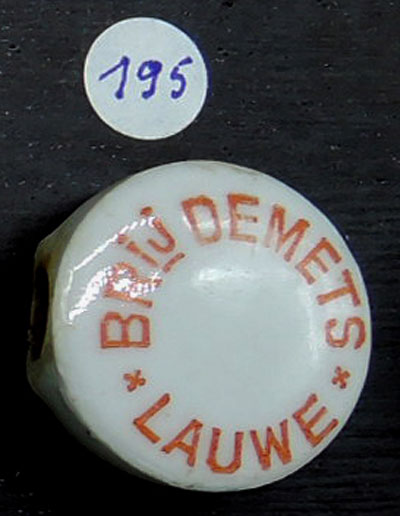 195
BRIJ DEMETS
* LAUWE *